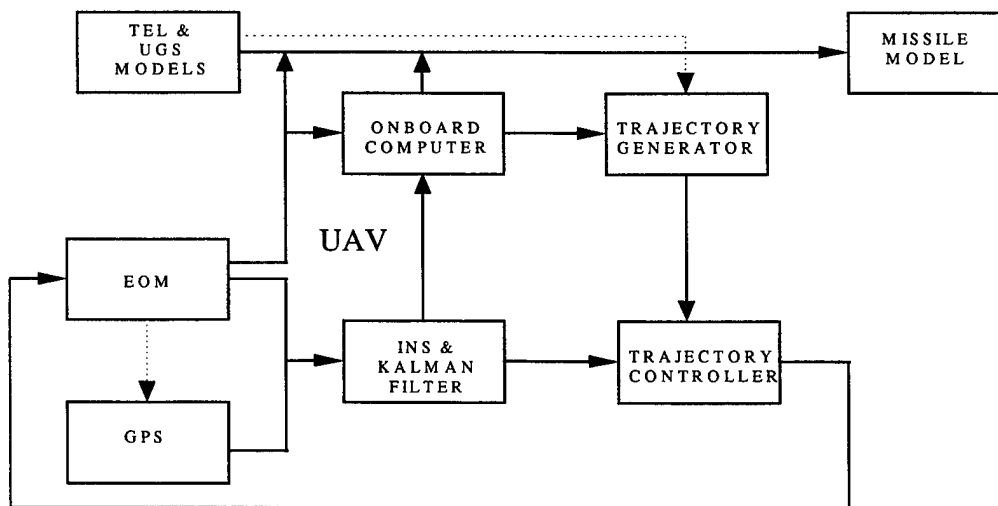 TEL &
UGS
MODELS
MISSILE
MODEL
ONBOARD
COMPUTER
TRAJECTORY
GENERATOR
UAV
EOM
INS &
KALMAN
FILTER
TRAJECTORY
CONTROLLER
GPS